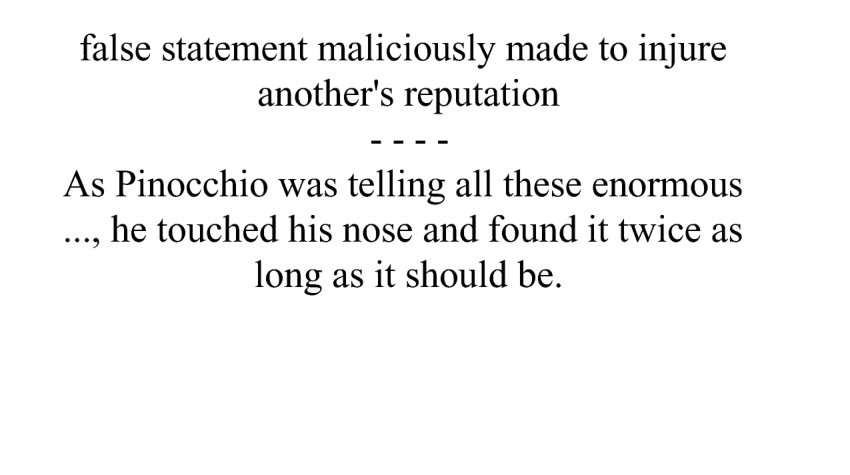 false statement maliciously made to injure
another's reputation
- - - -
As Pinocchio was telling all these enormous
..., he touched his nose and found it twice as
long as it should be.